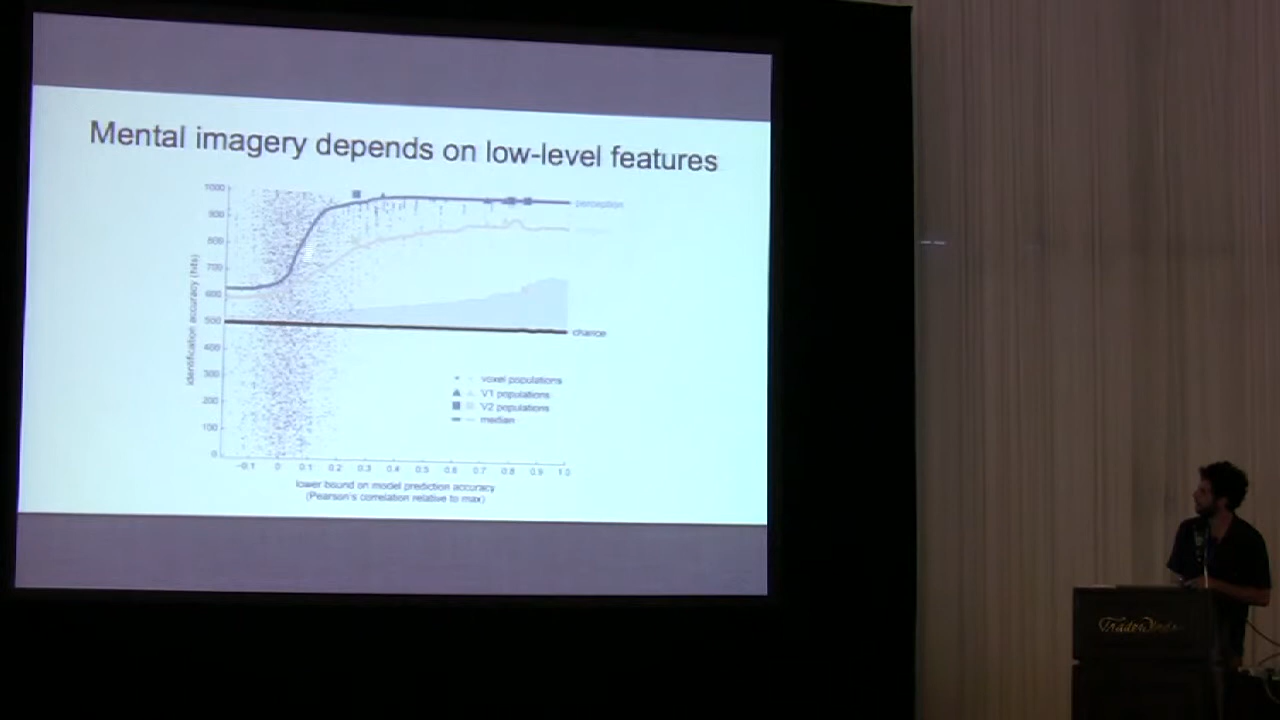 Mental imagery depends on low-level features
identification accuracy (hits)
1000
900
800
700
600
500
400
300
200
100
0
perception
chance
voxel populations
V1 populations
V2 populations
median
-0.1 0 0.1 0.2 0.3 0.4 0.5 0.6 0.7 0.8 0.9 1.0
lower bound on model prediction accuracy
(Pearson's correlation relative to max)
TradeWinds